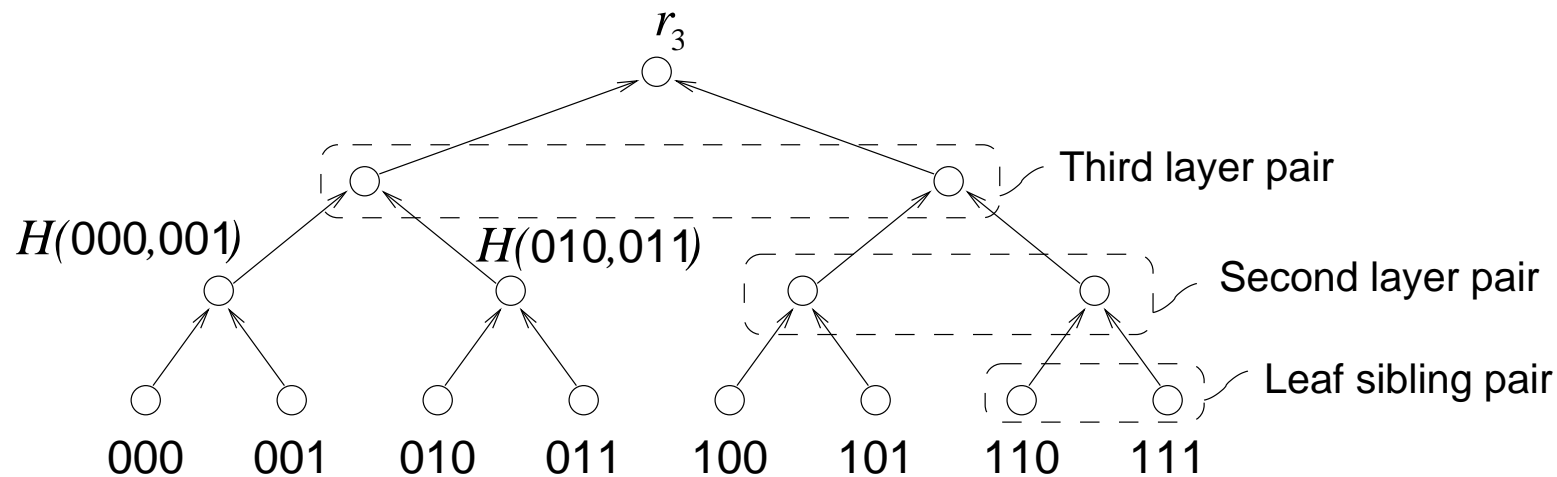 r3
Third layer pair
H(000,001)
H(010,011)
Second layer pair
Leaf sibling pair
000 001 010 011 100 101 110 111